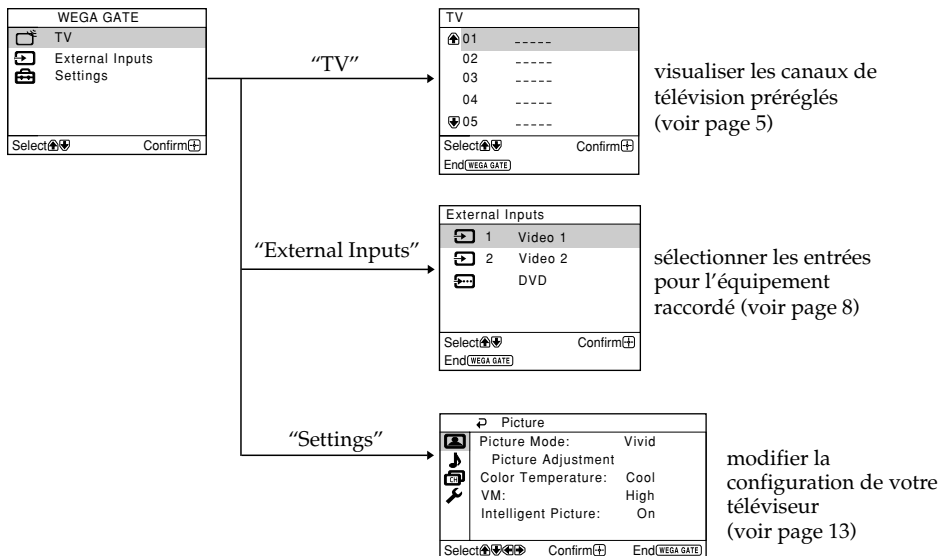 WEGA GATE
TV
External Inputs
Settings
Select Confirm
"TV"
TV
01 -----
02 -----
03 -----
04 -----
05 -----
Select Confirm
End WEGA GATE
visualiser les canaux de
télévision préréglés
(voir page 5)
"External Inputs"
External Inputs
1 Video 1
2 Video 2
DVD
Select Confirm
End WEGA GATE
sélectionner les entrées
pour l'équipement
raccordé (voir page 8)
"Settings"
Picture
Picture Mode: Vivid
Picture Adjustment
CH
Color Temperature: Cool
VM: High
Intelligent Picture: On
Select Confirm End WEGA GATE
modifier la
configuration de votre
téléviseur
(voir page 13)